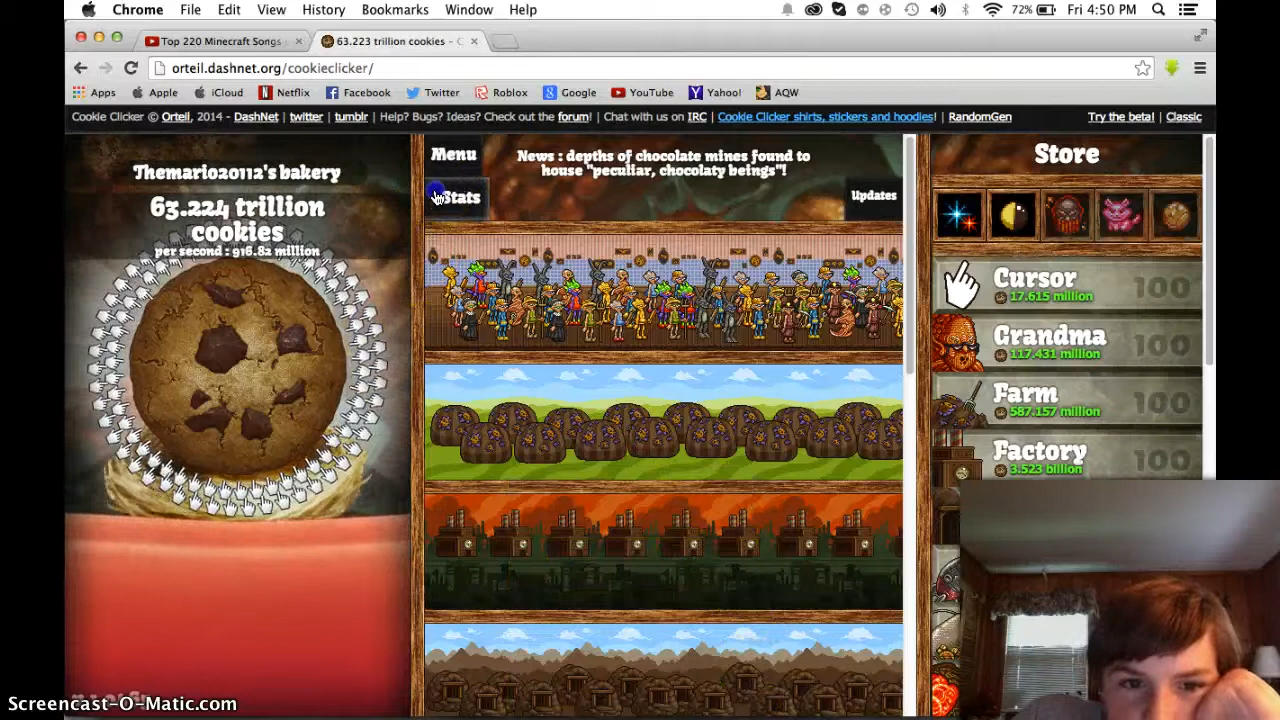 Chrome File Edit View History Bookmarks Window Help 72% Fri 4:50 PM
Top 220 Minecraft Songs 63.223 trillion cookies - C
orteil.dashnet.org/cookieclicker/
Apps Apple iCloud Netflix Facebook Twitter Roblox Google YouTube Yahoo! AQW
Cookie Clicker © Orteil, 2014 - DashNet | twitter | tumblr | Help? Bugs? Ideas? Check out the forum! | Chat with us on IRC | Cookie Clicker shirts, stickers and hoodies! | RandomGen Try the beta! | Classic
Themario20112's bakery
63.224 trillion
cookies
per second : 916.82 million
Menu
Stats
News : depths of chocolate mines found to
house "peculiar, chocolaty beings"!
Updates
Store
Cursor
17.615 million
100
Grandma
117.431 million
100
Farm
587.157 million
100
Factory
3.523 billion
100
Screencast-O-Matic.com